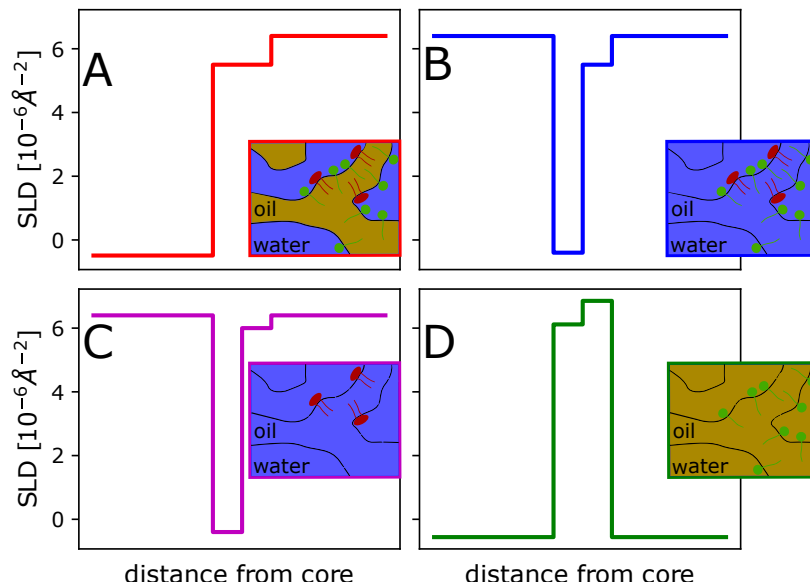 A
B
SLD [10⁻⁶Å⁻²]
6
4
2
0
oil
water
oil
water
C
D
SLD [10⁻⁶Å⁻²]
6
4
2
0
oil
water
oil
water
distance from core
distance from core